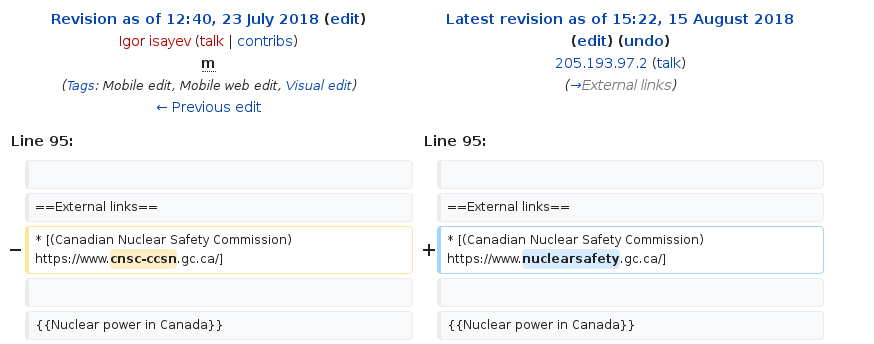 Revision as of 12:40, 23 July 2018 (edit)
Igor isayev (talk | contribs)
m
(Tags: Mobile edit, Mobile web edit, Visual edit)
← Previous edit
Latest revision as of 15:22, 15 August 2018
(edit) (undo)
205.193.97.2 (talk)
(→External links)
Line 95:
Line 95:
==External links==
==External links==
− * [(Canadian Nuclear Safety Commission)
https://www.cnsc-ccsn.gc.ca/]
+ * [(Canadian Nuclear Safety Commission)
https://www.nuclearsafety.gc.ca/]
{{Nuclear power in Canada}}
{{Nuclear power in Canada}}